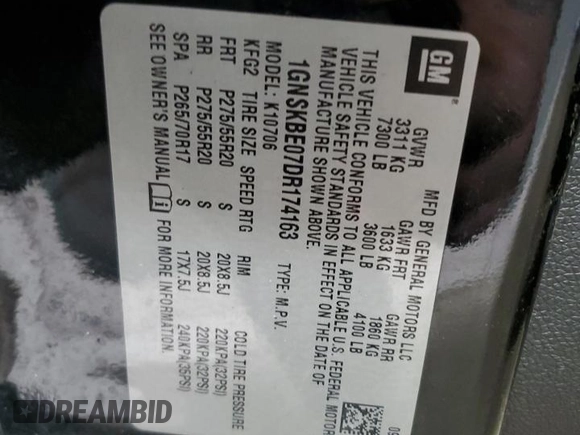 GM
®
MFD BY GENERAL MOTORS LLC
09
GVWR GAWR FRT GAWR RR
3311 KG 1633 KG 1860 KG
7300 LB 3600 LB 4100 LB
THIS VEHICLE CONFORMS TO ALL APPLICABLE U.S. FEDERAL MOTOR
VEHICLE SAFETY STANDARDS IN EFFECT ON THE DATE OF
MANUFACTURE SHOWN ABOVE.
1GNSKBE07DR174163 TYPE: M.P.V.
MODEL: K10706
KFG2 TIRE SIZE SPEED RTG RIM COLD TIRE PRESSURE
FRT P275/55R20 S 20X8.5J 220KPA(32PSI)
RR P275/55R20 S 20X8.5J 220KPA(32PSI)
SPA P265/70R17 S 17X7.5J 240KPA(35PSI)
SEE OWNER'S MANUAL FOR MORE INFORMATION.
DREAMBID